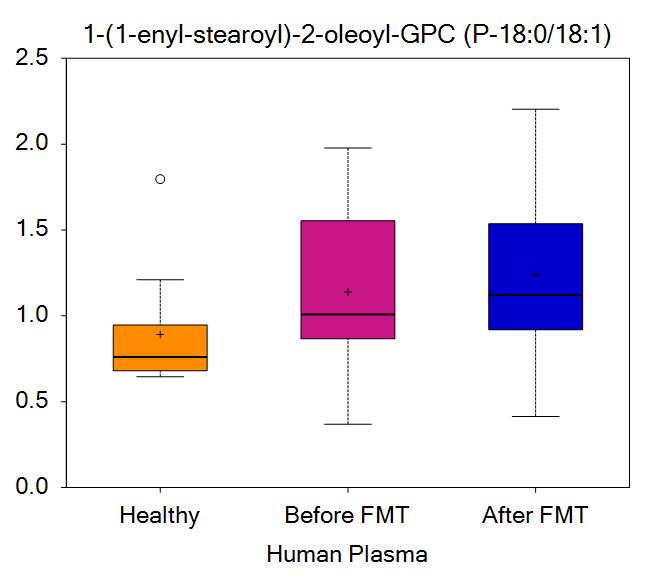 1-(1-enyl-stearoyl)-2-oleoyl-GPC (P-18:0/18:1)
2.5
2.0
1.5
1.0
0.5
0.0
Healthy Before FMT After FMT
Human Plasma